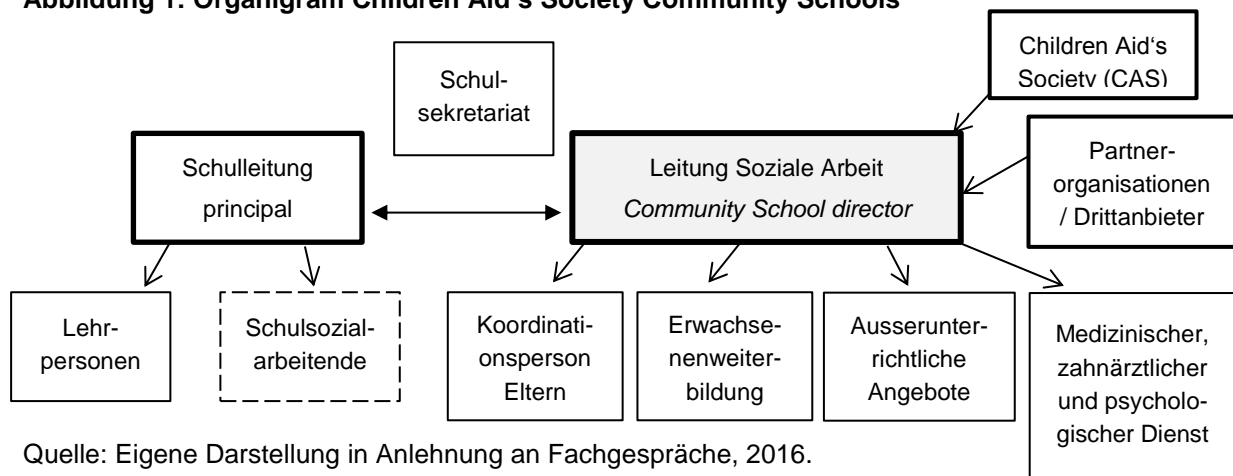 Abbildung 1: Organigram Children Aid's Society Community Schools
Schul-
sekretariat
Children Aid's
Society (CAS)
Schulleitung
principal
Leitung Soziale Arbeit
Community School director
Partner-
organisationen
/ Drittanbieter
Lehr-
personen
Schulsozial-
arbeitende
Koordinati-
onsperson
Eltern
Erwachse-
nenweiter-
bildung
Ausserunter-
richtliche
Angebote
Medizinischer,
zahnärztlicher
und psycholo-
gischer Dienst
Quelle: Eigene Darstellung in Anlehnung an Fachgespräche, 2016.